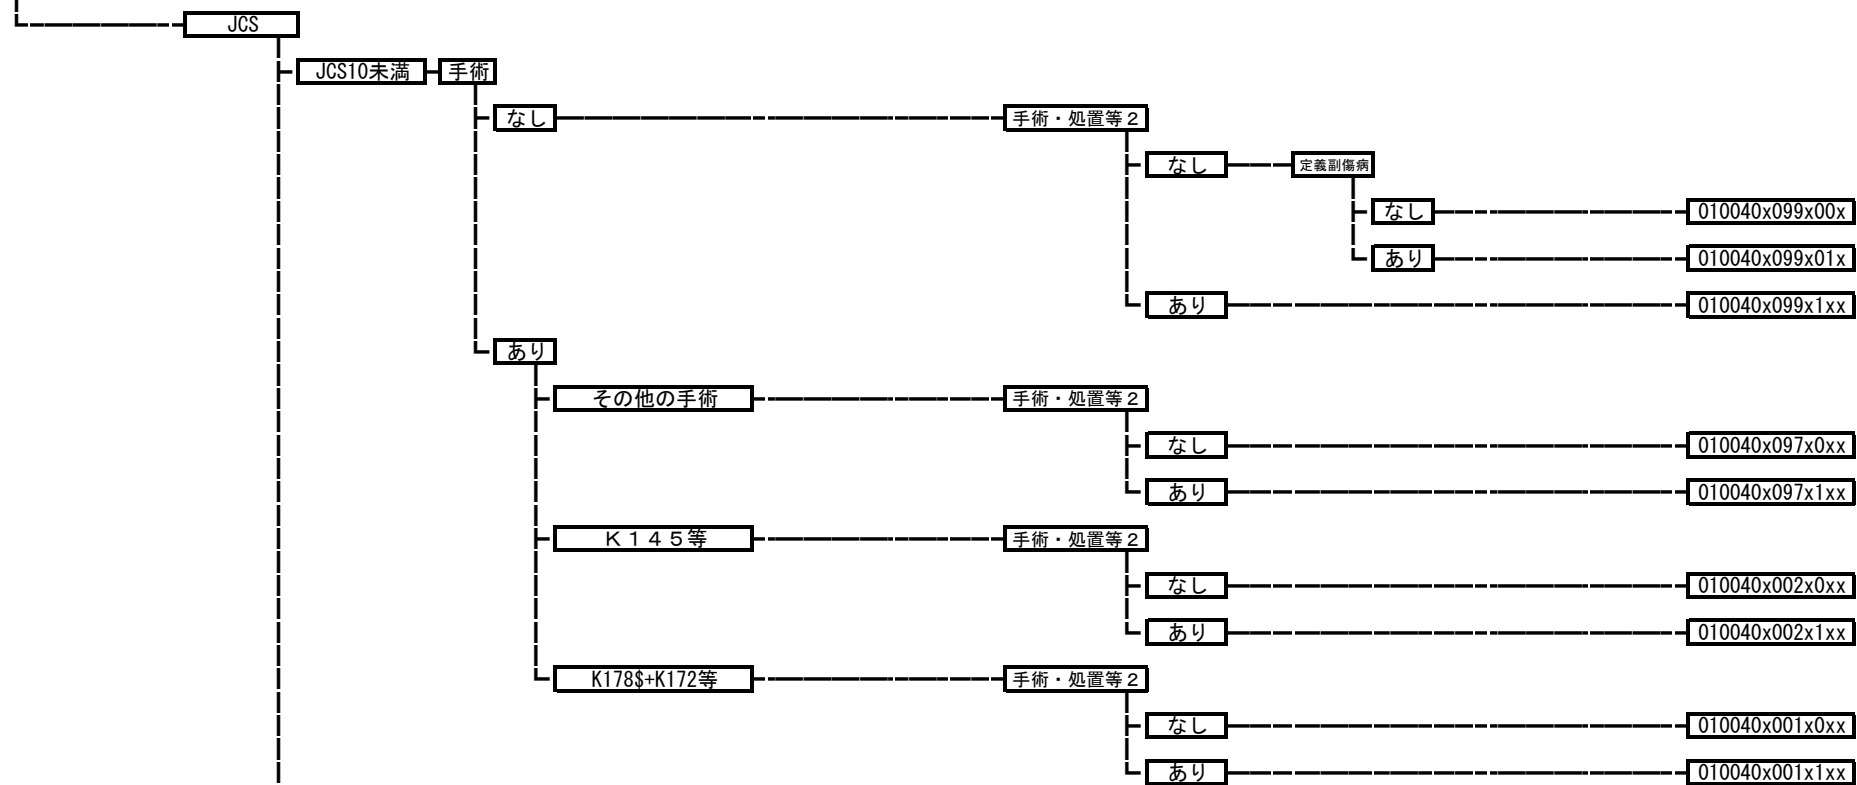 JCS
JCS10未満 手術
なし 手術・処置等２
なし 定義副傷病
なし 010040x099x00x
あり 010040x099x01x
あり 010040x099x1xx
あり
その他の手術 手術・処置等２
なし 010040x097x0xx
あり 010040x097x1xx
Ｋ１４５等 手術・処置等２
なし 010040x002x0xx
あり 010040x002x1xx
K178$+K172等 手術・処置等２
なし 010040x001x0xx
あり 010040x001x1xx